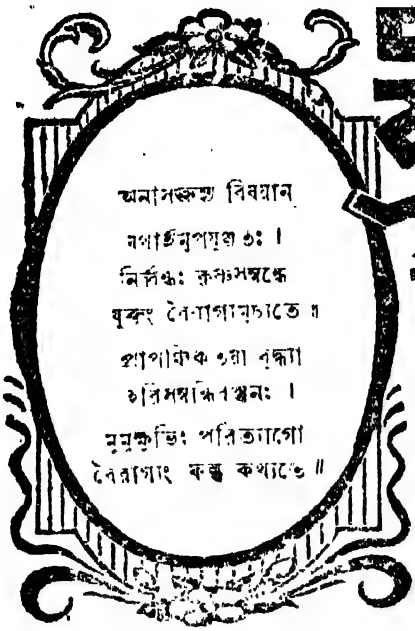 অনাসক্তস্য বিষয়ান্
যথার্হমুপযুঞ্জতঃ ।
নির্ব্বন্ধঃ কৃষ্ণসম্বন্ধে
যুক্তং বৈরাগ্যমুচ্যতে ॥
প্রাপঞ্চিকতয়া বুদ্ধ্যা
হরিসম্বন্ধিবস্তুনঃ ।
মুমুক্ষুভিঃ পরিত্যাগো
বৈরাগ্যং ফল্গু কথ্যতে ॥